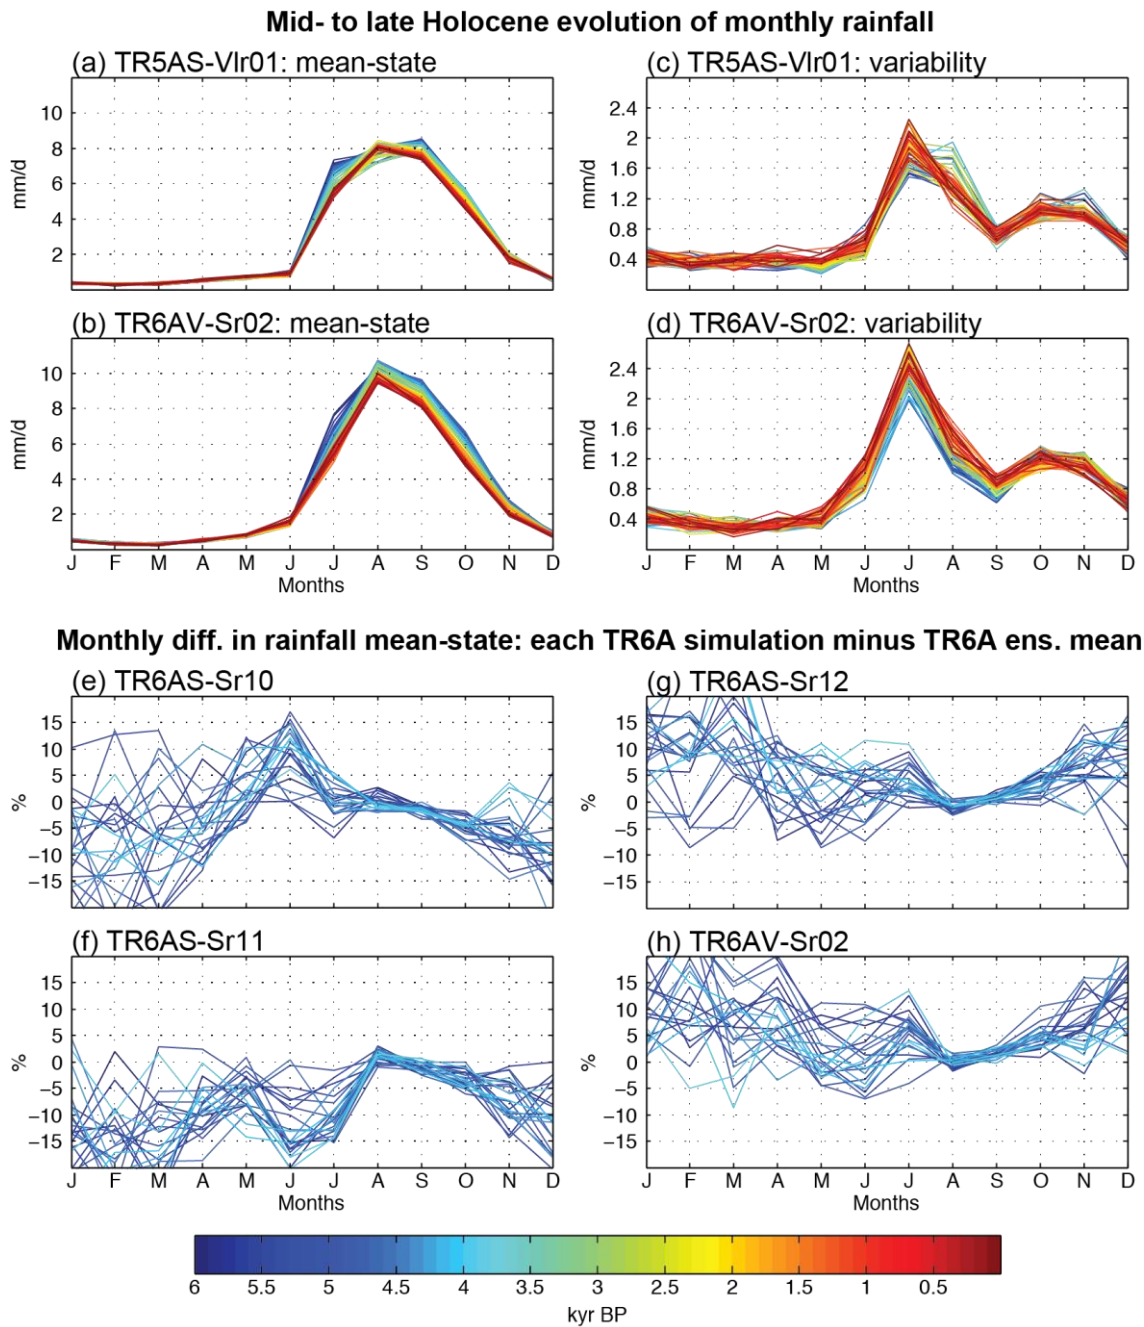 Mid- to late Holocene evolution of monthly rainfall
(a) TR5AS-Vlr01: mean-state
10
8
6
4
2
mm/d
(c) TR5AS-Vlr01: variability
2.4
2
1.6
1.2
0.8
0.4
mm/d
(b) TR6AV-Sr02: mean-state
10
8
6
4
2
mm/d
J F M A M J J A S O N D
Months
(d) TR6AV-Sr02: variability
2.4
2
1.6
1.2
0.8
0.4
mm/d
J F M A M J J A S O N D
Months
Monthly diff. in rainfall mean-state: each TR6A simulation minus TR6A ens. mean
(e) TR6AS-Sr10
15
10
5
0
−5
−10
−15
%
(g) TR6AS-Sr12
15
10
5
0
−5
−10
−15
%
(f) TR6AS-Sr11
15
10
5
0
−5
−10
−15
%
J F M A M J J A S O N D
Months
(h) TR6AV-Sr02
15
10
5
0
−5
−10
−15
%
J F M A M J J A S O N D
Months
6 5.5 5 4.5 4 3.5 3 2.5 2 1.5 1 0.5
kyr BP